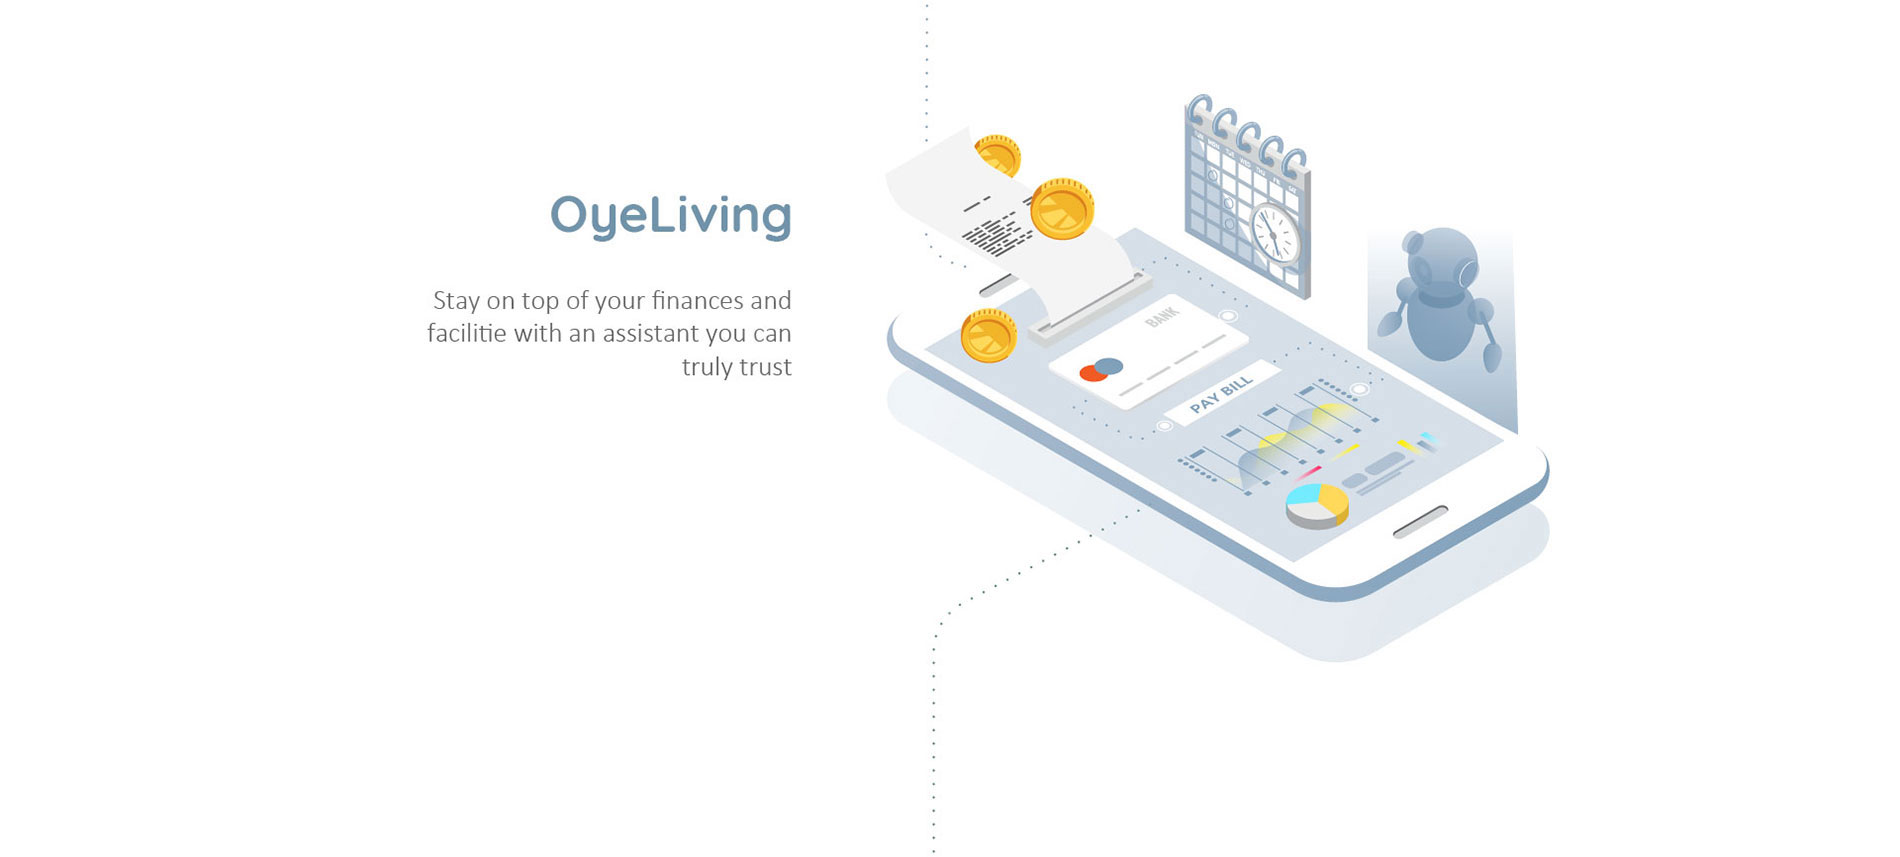 OyeLiving
Stay on top of your finances and
facilitie with an assistant you can
truly trust
BANK
PAY BILL